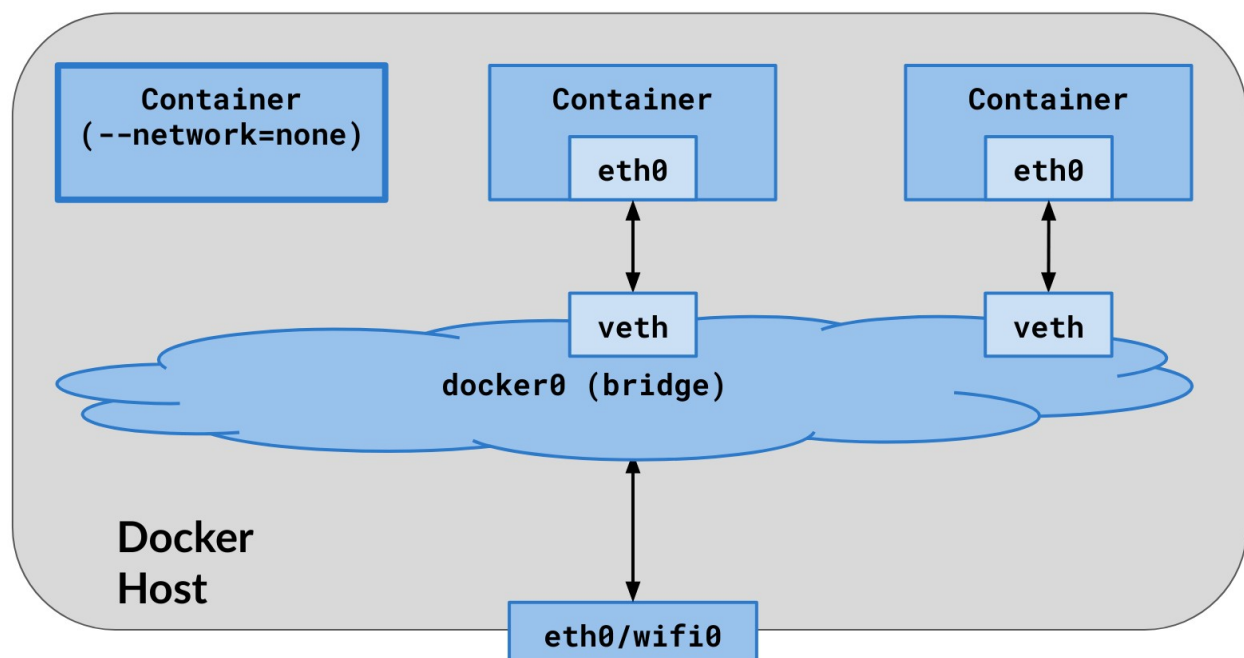 Container
(--network=none)
Container
eth0
Container
eth0
veth
veth
docker0 (bridge)
Docker
Host
eth0/wifi0